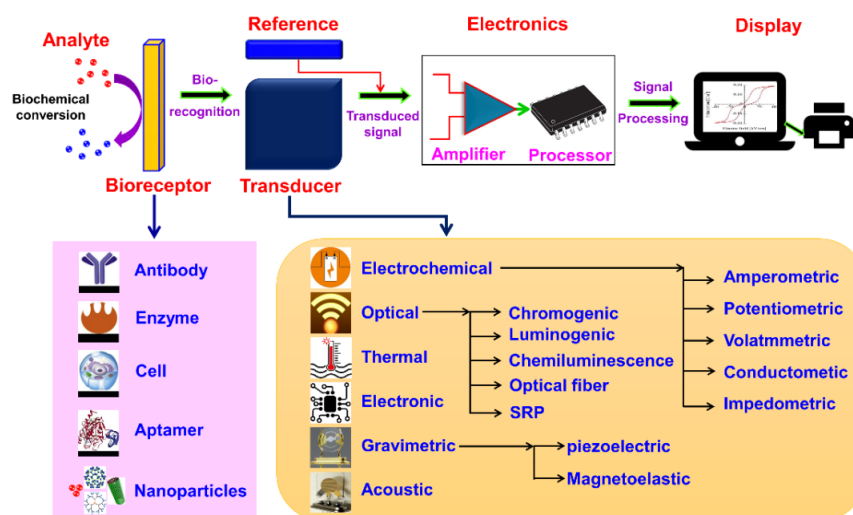 Analyte
Reference
Electronics
Display
Biochemical
conversion
Bio-
recognition
Transduced
signal
Amplifier
Processor
Signal
Processing
Bioreceptor
Transducer
Antibody
Enzyme
Cell
Aptamer
Nanoparticles
Electrochemical
Optical
Thermal
Electronic
Gravimetric
Acoustic
Chromogenic
Luminogenic
Chemiluminescence
Optical fiber
SRP
piezoelectric
Magnetoelastic
Amperometric
Potentiometric
Volatmmetric
Conductometic
Impedometric